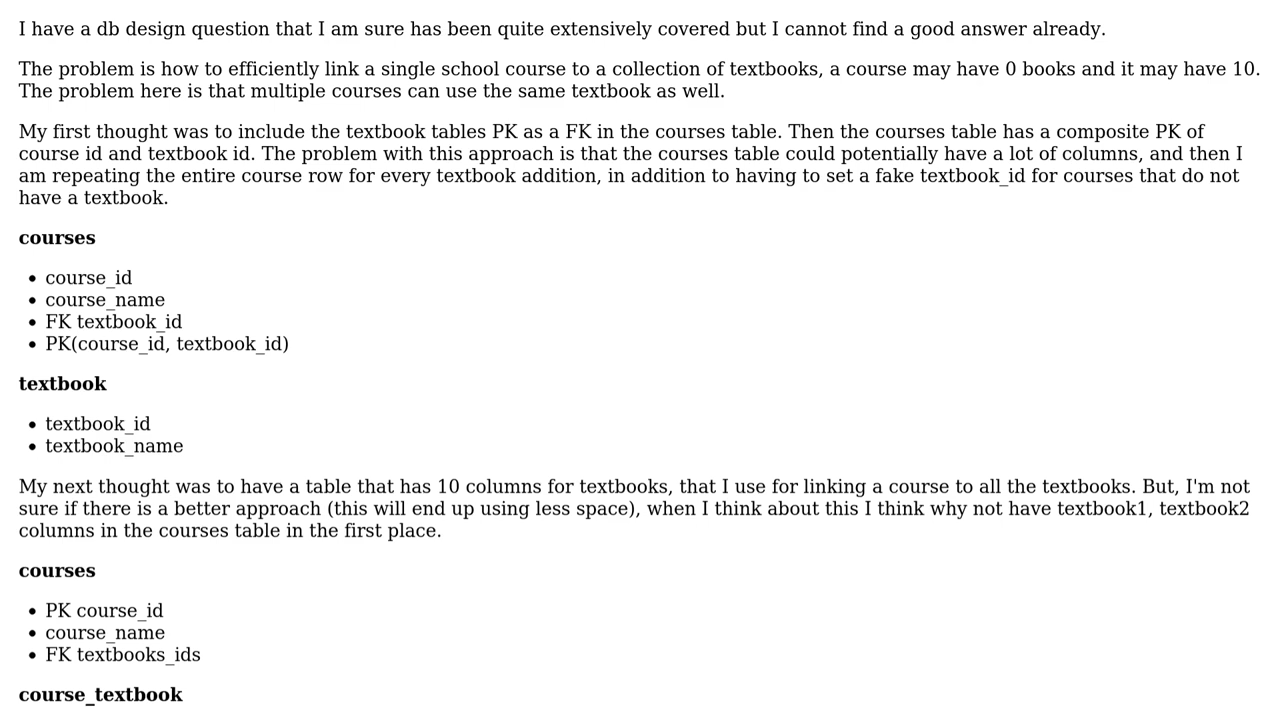 I have a db design question that I am sure has been quite extensively covered but I cannot find a good answer already.
The problem is how to efficiently link a single school course to a collection of textbooks, a course may have 0 books and it may have 10.
The problem here is that multiple courses can use the same textbook as well.
My first thought was to include the textbook tables PK as a FK in the courses table. Then the courses table has a composite PK of
course id and textbook id. The problem with this approach is that the courses table could potentially have a lot of columns, and then I
am repeating the entire course row for every textbook addition, in addition to having to set a fake textbook_id for courses that do not
have a textbook.
courses
• course_id
• course_name
• FK textbook_id
• PK(course_id, textbook_id)
textbook
• textbook_id
• textbook_name
My next thought was to have a table that has 10 columns for textbooks, that I use for linking a course to all the textbooks. But, I'm not
sure if there is a better approach (this will end up using less space), when I think about this I think why not have textbook1, textbook2
columns in the courses table in the first place.
courses
• PK course_id
• course_name
• FK textbooks_ids
course_textbook